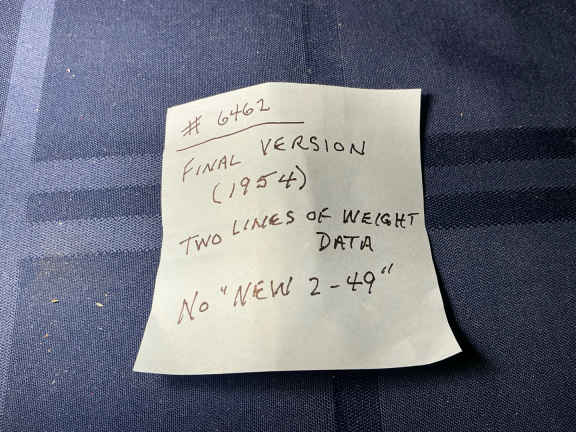 # 6462
FINAL VERSION
(1954)
TWO LINES OF WEIGHT
DATA
NO "NEW 2-49"